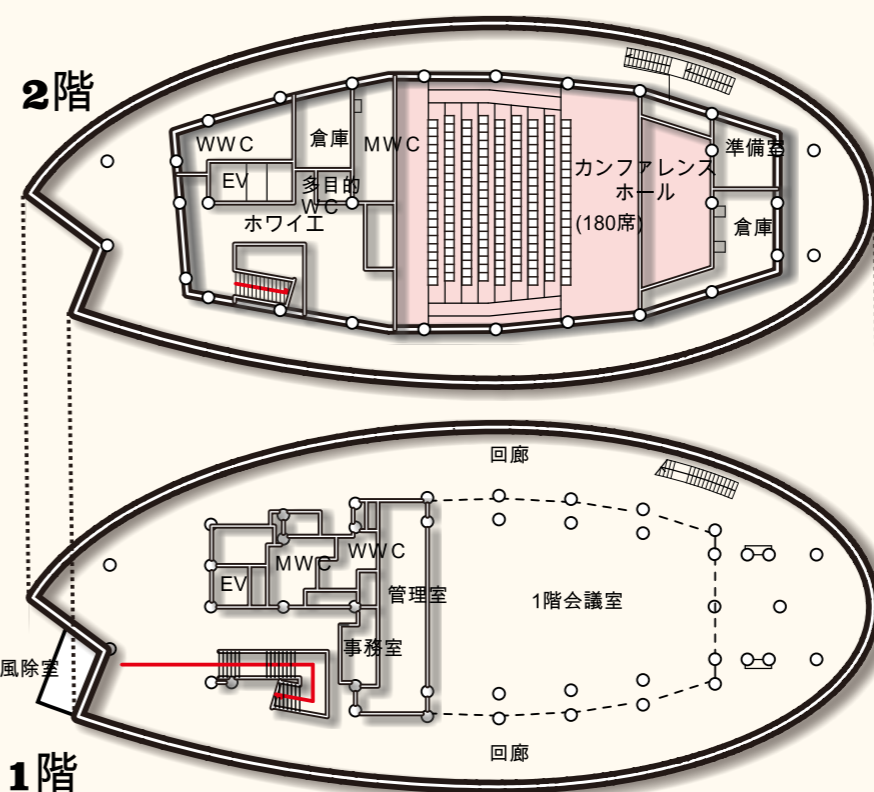 2階
WWC
倉庫
MWC
EV
多目的
WC
ホワイエ
カンファレンス
ホール
(180席)
準備室
倉庫
回廊
MWC
WWC
EV
管理室
1階会議室
事務室
風除室
回廊
1階